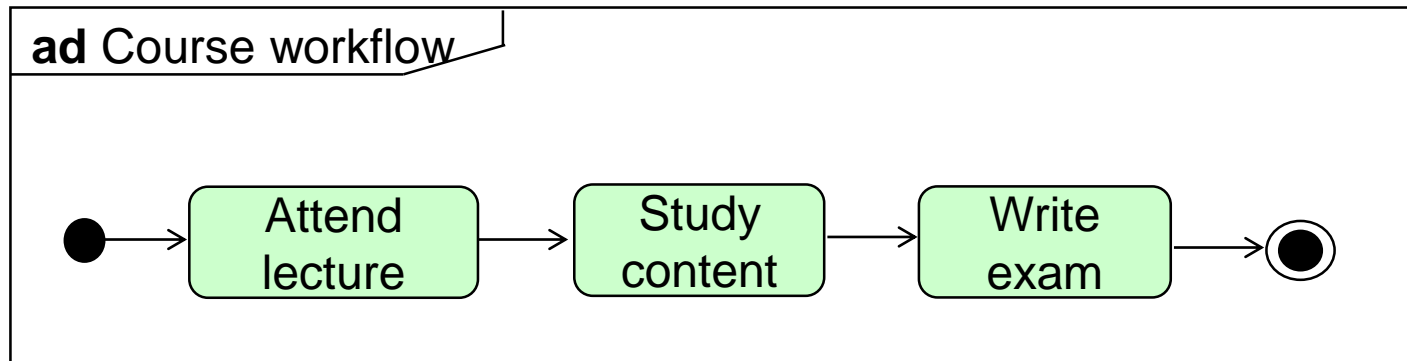 ad Course workflow
Attend
lecture
Study
content
Write
exam